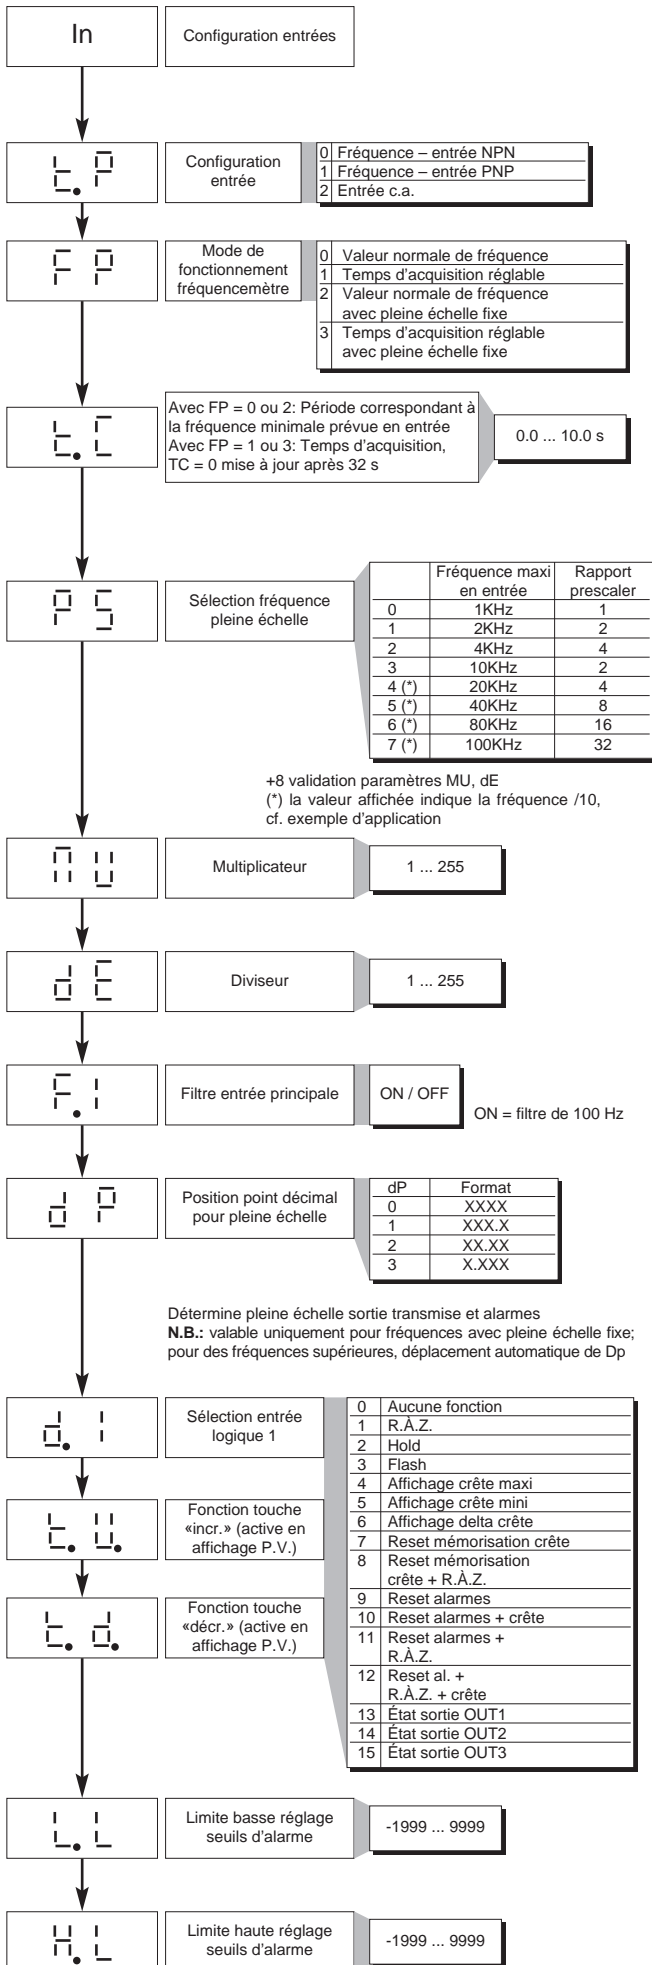 In
Configuration entrées
t.P
Configuration
entrée
0 Fréquence – entrée NPN
1 Fréquence – entrée PNP
2 Entrée c.a.
F P
Mode de
fonctionnement
fréquencemètre
0 Valeur normale de fréquence
1 Temps d'acquisition réglable
2 Valeur normale de fréquence
avec pleine échelle fixe
3 Temps d'acquisition réglable
avec pleine échelle fixe
t.C
Avec FP = 0 ou 2: Période correspondant à
la fréquence minimale prévue en entrée
Avec FP = 1 ou 3: Temps d'acquisition,
TC = 0 mise à jour après 32 s
0.0 ... 10.0 s
P S
Sélection fréquence
pleine échelle
Fréquence maxi Rapport
en entrée prescaler
0 1KHz 1
1 2KHz 2
2 4KHz 4
3 10KHz 2
4 (*) 20KHz 4
5 (*) 40KHz 8
6 (*) 80KHz 16
7 (*) 100KHz 32
+8 validation paramètres MU, dE
(*) la valeur affichée indique la fréquence /10,
cf. exemple d'application
M U
Multiplicateur
1 ... 255
d E
Diviseur
1 ... 255
F.1
Filtre entrée principale
ON / OFF
ON = filtre de 100 Hz
d P
Position point décimal
pour pleine échelle
dP Format
0 XXXX
1 XXX.X
2 XX.XX
3 X.XXX
Détermine pleine échelle sortie transmise et alarmes
N.B.: valable uniquement pour fréquences avec pleine échelle fixe;
pour des fréquences supérieures, déplacement automatique de Dp
d.1
Sélection entrée
logique 1
t.U.
Fonction touche
«incr.» (active en
affichage P.V.)
t.d.
Fonction touche
«décr.» (active en
affichage P.V.)
0 Aucune fonction
1 R.À.Z.
2 Hold
3 Flash
4 Affichage crête maxi
5 Affichage crête mini
6 Affichage delta crête
7 Reset mémorisation crête
8 Reset mémorisation
crête + R.À.Z.
9 Reset alarmes
10 Reset alarmes + crête
11 Reset alarmes +
R.À.Z.
12 Reset al. +
R.À.Z. + crête
13 État sortie OUT1
14 État sortie OUT2
15 État sortie OUT3
L.L
Limite basse réglage
seuils d'alarme
-1999 ... 9999
H.L
Limite haute réglage
seuils d'alarme
-1999 ... 9999